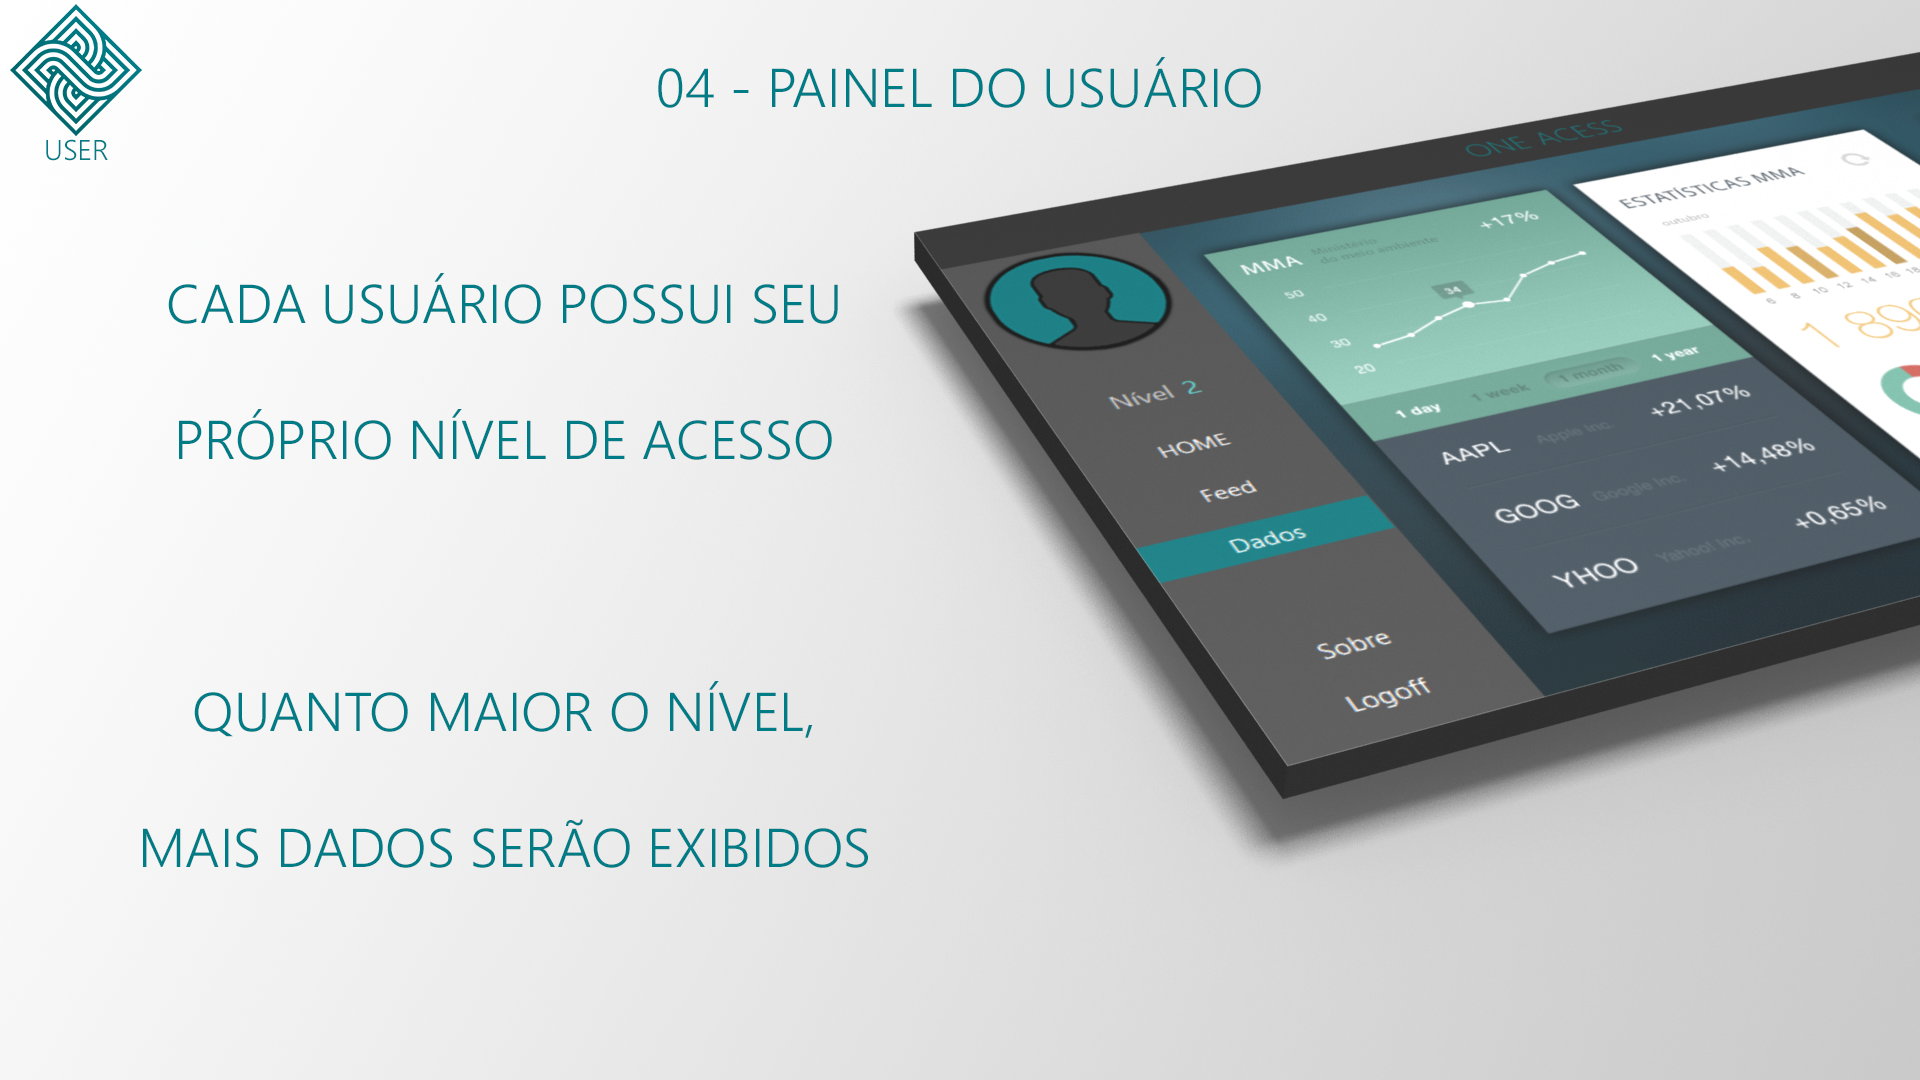 USER
04 - PAINEL DO USUÁRIO
CADA USUÁRIO POSSUI SEU
PRÓPRIO NÍVEL DE ACESSO
QUANTO MAIOR O NÍVEL,
MAIS DADOS SERÃO EXIBIDOS
ONE ACESS
Nível 2
HOME
Feed
Dados
Sobre
Logoff
MMA Ministério do meio ambiente +17%
50
40
30
20
34
1 day 1 week 1 month 1 year
AAPL Apple Inc. +21,07%
GOOG Google Inc. +14,48%
YHOO Yahoo! Inc. +0,65%
ESTATÍSTICAS MMA
outubro
6 8 10 12 14 16 18
1